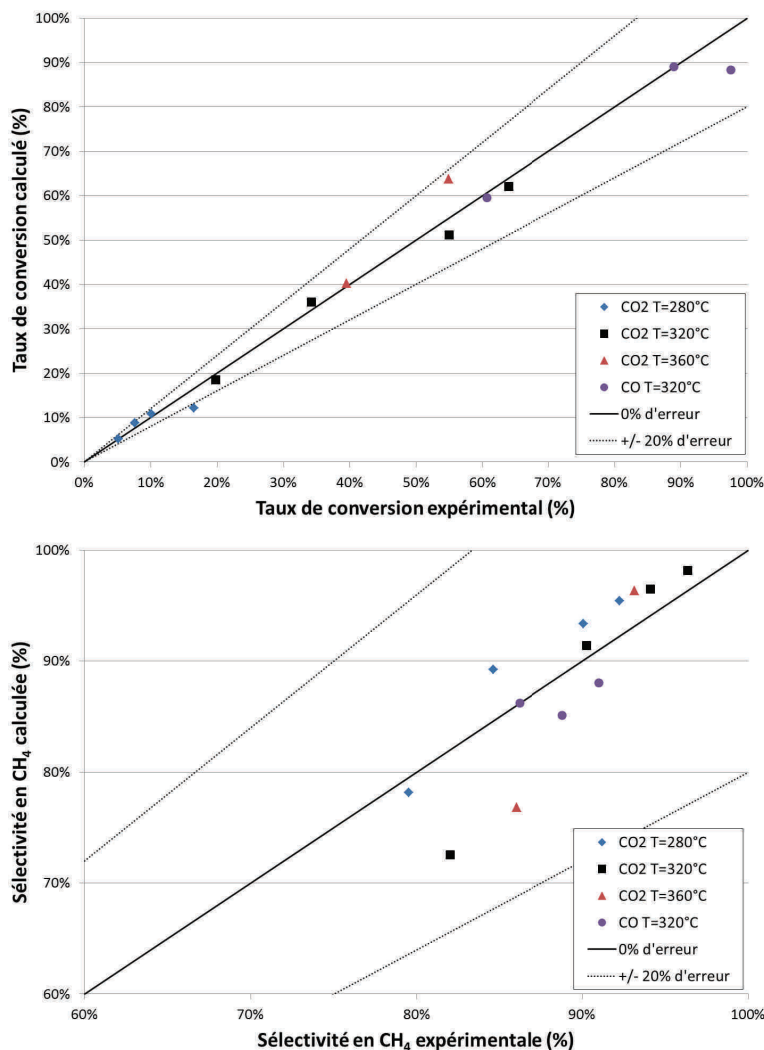 100%
90%
80%
70%
60%
50%
40%
30%
20%
10%
0%
Taux de conversion calculé (%)
CO2 T=280°C
CO2 T=320°C
CO2 T=360°C
CO T=320°C
0% d'erreur
+/- 20% d'erreur
0% 10% 20% 30% 40% 50% 60% 70% 80% 90% 100%
Taux de conversion expérimental (%)
100%
90%
80%
70%
60%
Sélectivité en CH₄ calculée (%)
CO2 T=280°C
CO2 T=320°C
CO2 T=360°C
CO T=320°C
0% d'erreur
+/- 20% d'erreur
60% 70% 80% 90% 100%
Sélectivité en CH₄ expérimentale (%)